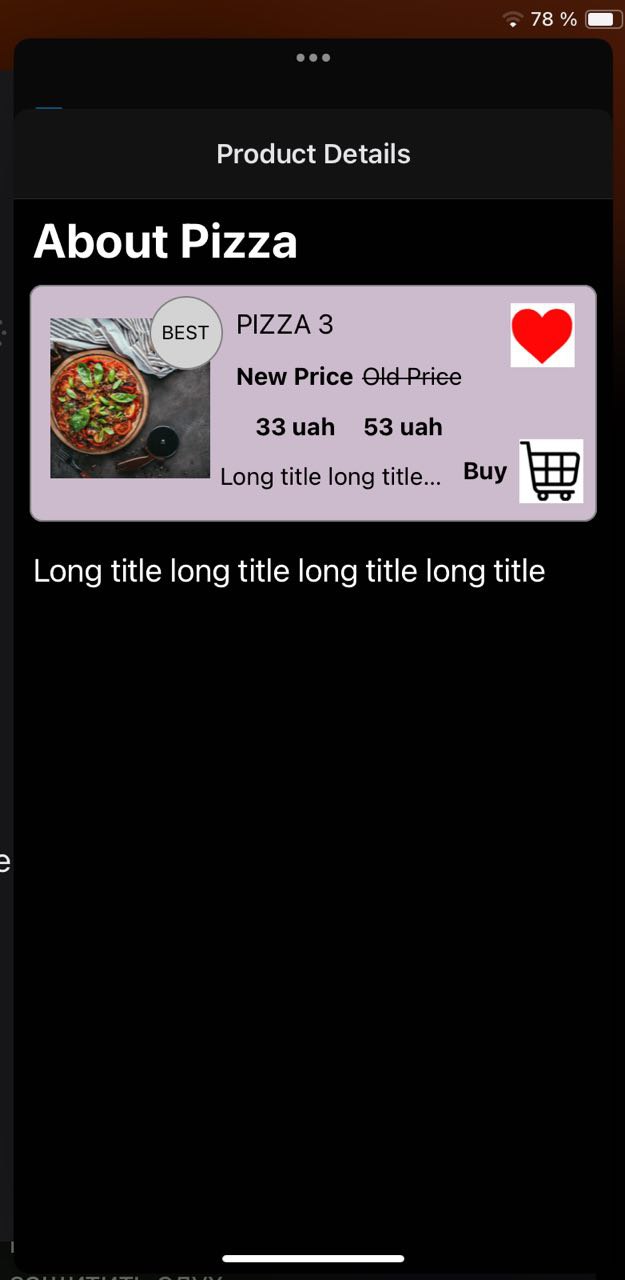 78 %
Product Details
About Pizza
BEST
PIZZA 3
New Price Old Price
33 uah 53 uah
Long title long title...
Buy
Long title long title long title long title
e